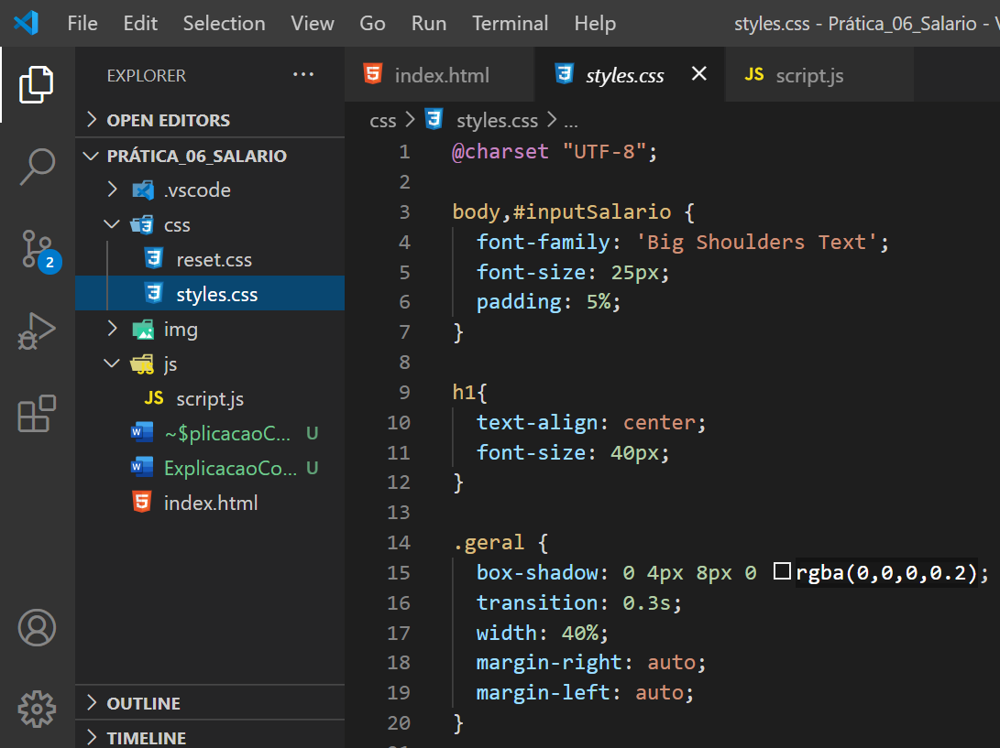 File Edit Selection View Go Run Terminal Help styles.css - Prática_06_Salario -
EXPLORER ···
OPEN EDITORS
PRÁTICA_06_SALARIO
.vscode
css
reset.css
styles.css
img
js
JS script.js
~$plicacaoC... U
ExplicacaoCo... U
index.html
OUTLINE
TIMELINE
2
index.html styles.css JS script.js
css > styles.css > ...
1 @charset "UTF-8";
2
3 body,#inputSalario {
4 font-family: 'Big Shoulders Text';
5 font-size: 25px;
6 padding: 5%;
7 }
8
9 h1{
10 text-align: center;
11 font-size: 40px;
12 }
13
14 .geral {
15 box-shadow: 0 4px 8px 0 rgba(0,0,0,0.2);
16 transition: 0.3s;
17 width: 40%;
18 margin-right: auto;
19 margin-left: auto;
20 }